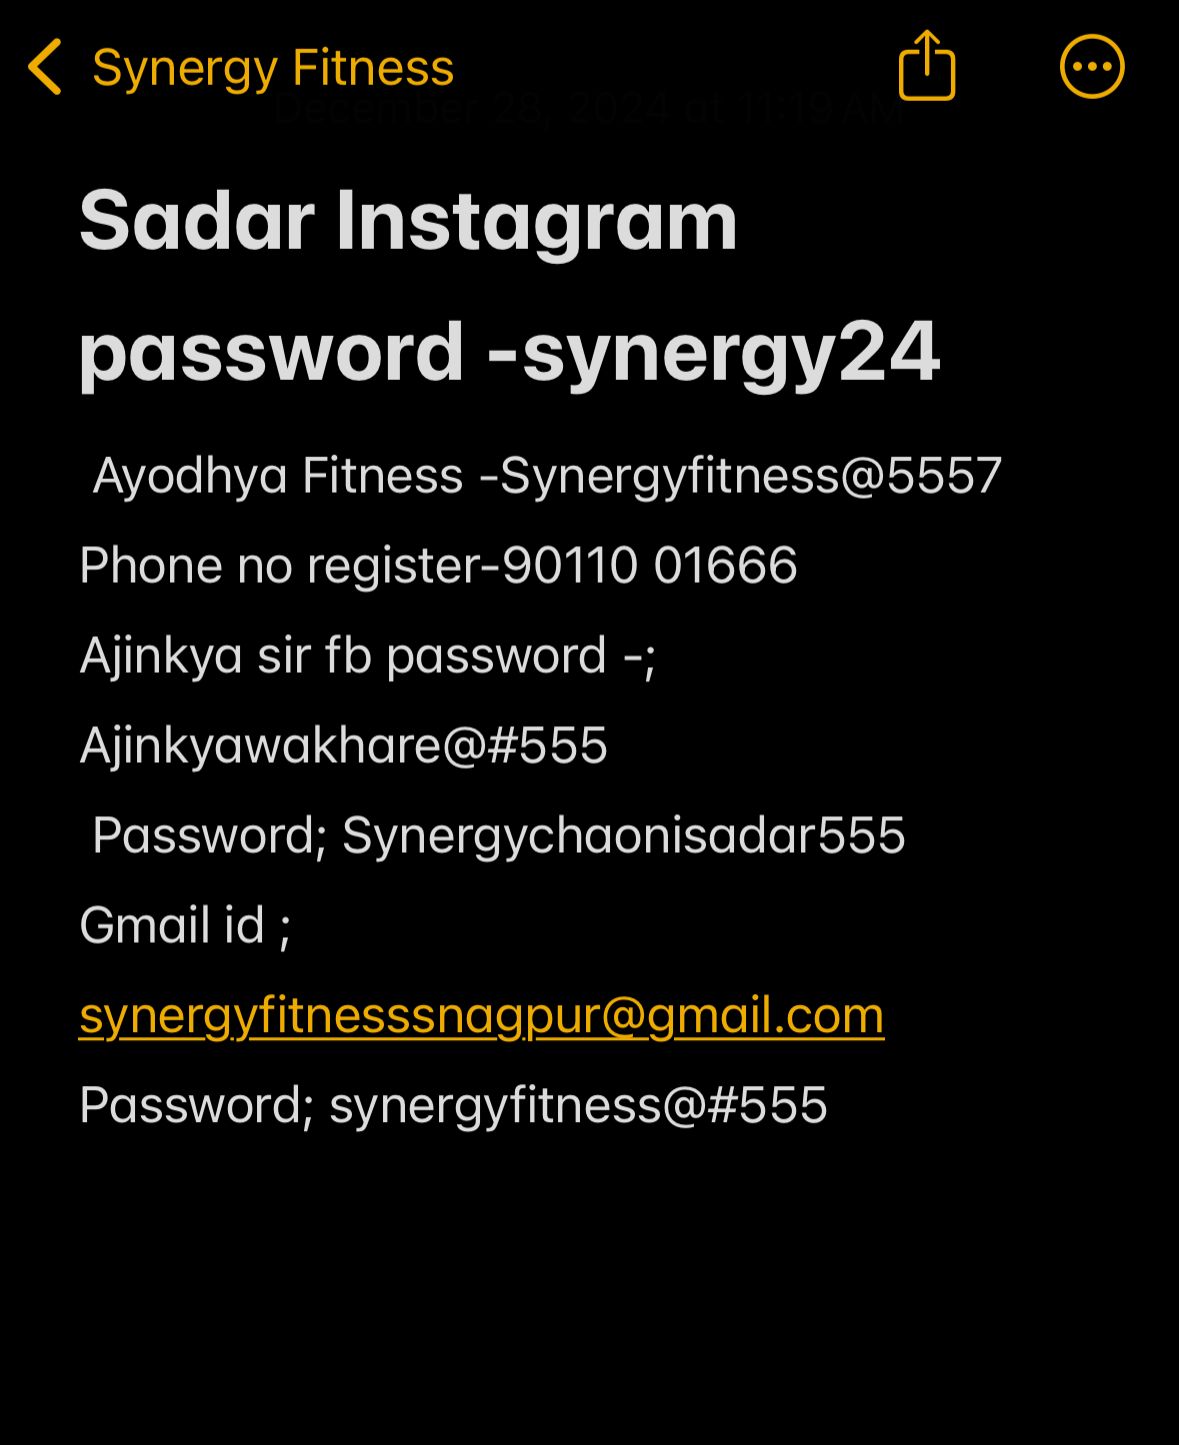 Synergy Fitness
December 28, 2024 at 11:19 AM
Sadar Instagram
password -synergy24
Ayodhya Fitness -Synergyfitness@5557
Phone no register-90110 01666
Ajinkya sir fb password -;
Ajinkyawakhare@#555
Password; Synergychaonisadar555
Gmail id ;
synergyfitnesssnagpur@gmail.com
Password; synergyfitness@#555